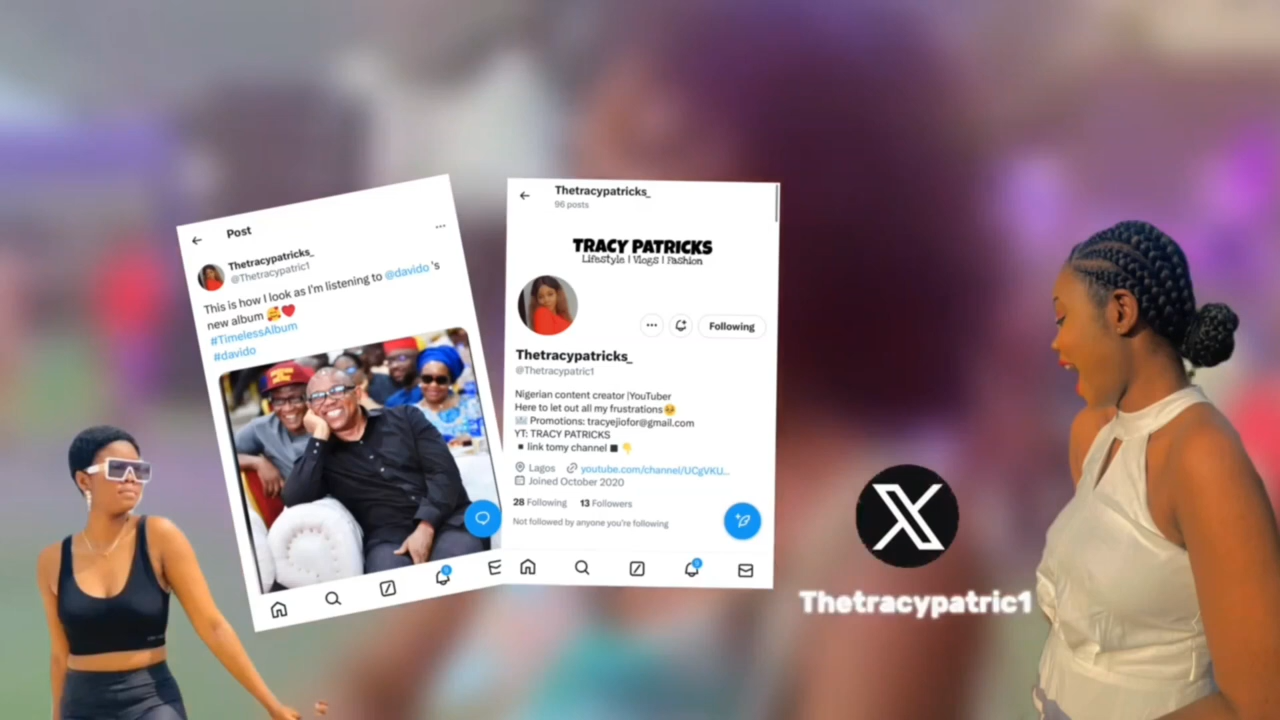 Post
Thetracypatricks_
@Thetracypatric1
This is how I look as I'm listening to @davido 's
new album 🥰❤️
#TimelessAlbum
#davido
Thetracypatricks_
96 posts
TRACY PATRICKS
Lifestyle | Vlogs | Fashion
Following
Thetracypatricks_
@Thetracypatric1
Nigerian content creator |YouTuber
Here to let out all my frustrations🥺
📧 Promotions: tracyejiofor@gmail.com
YT: TRACY PATRICKS
▪️ link tomy channel ◾ 👇
Lagos youtube.com/channel/UCgVKU...
Joined October 2020
28 Following 13 Followers
Not followed by anyone you're following
X
Thetracypatric1